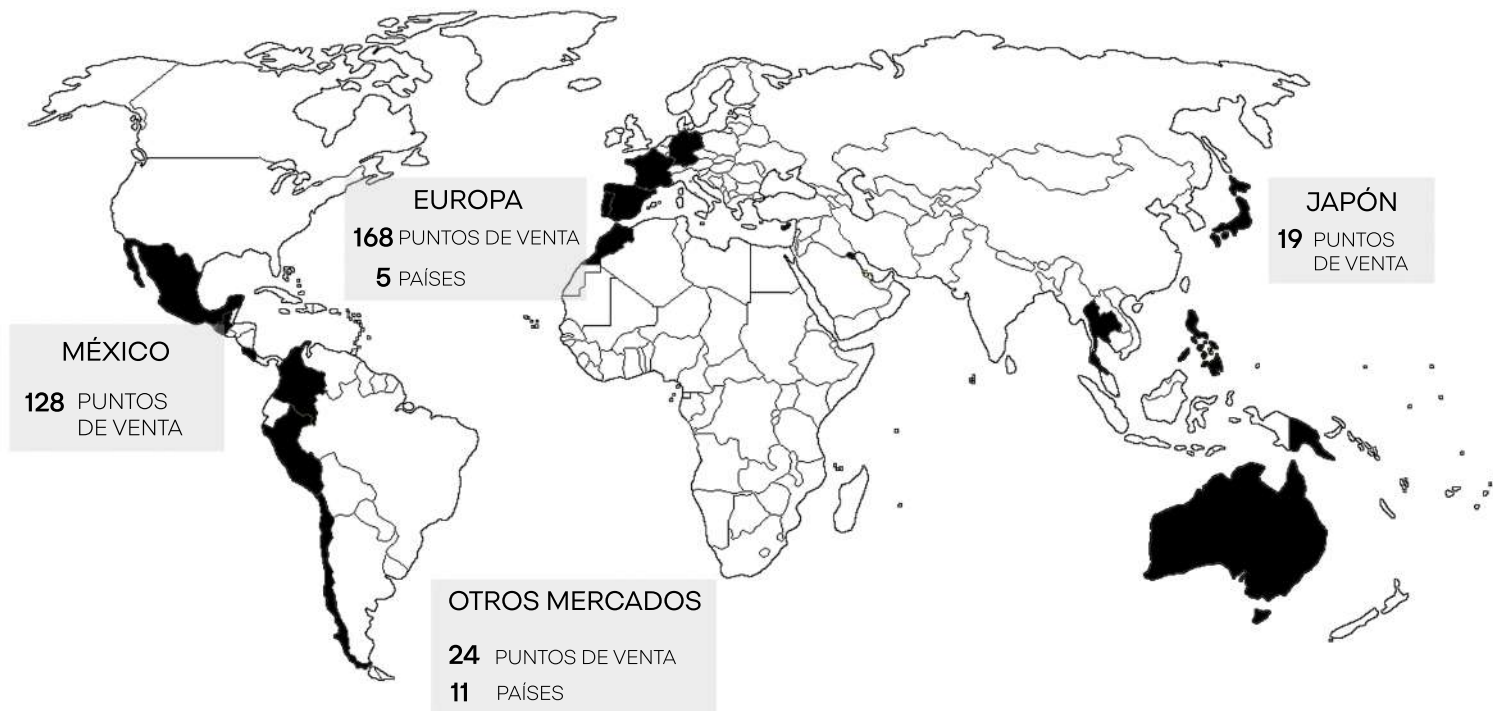 EUROPA
168 PUNTOS DE VENTA
5 PAÍSES
JAPÓN
19 PUNTOS
DE VENTA
MÉXICO
128 PUNTOS
DE VENTA
OTROS MERCADOS
24 PUNTOS DE VENTA
11 PAÍSES